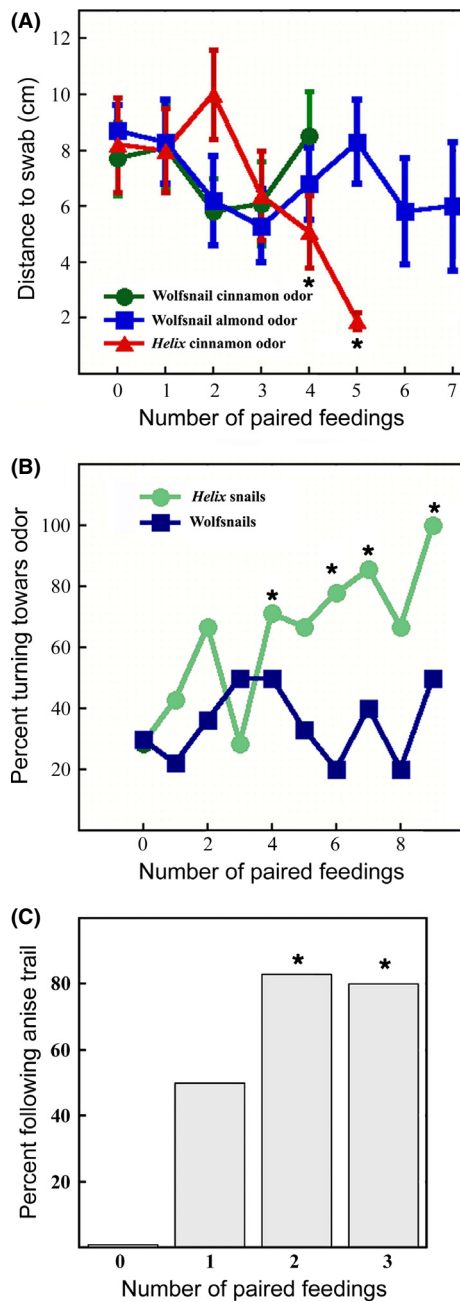 (A)
12
10
8
6
4
2
Distance to swab (cm)
Wolfsnail cinnamon odor
Wolfsnail almond odor
Helix cinnamon odor
*
*
0 1 2 3 4 5 6 7
Number of paired feedings
(B)
Helix snails
Wolfsnails
100
80
60
40
20
Percent turning towards odor
* * * *
0 2 4 6 8
Number of paired feedings
(C)
80
60
40
20
Percent following anise trail
* *
0 1 2 3
Number of paired feedings